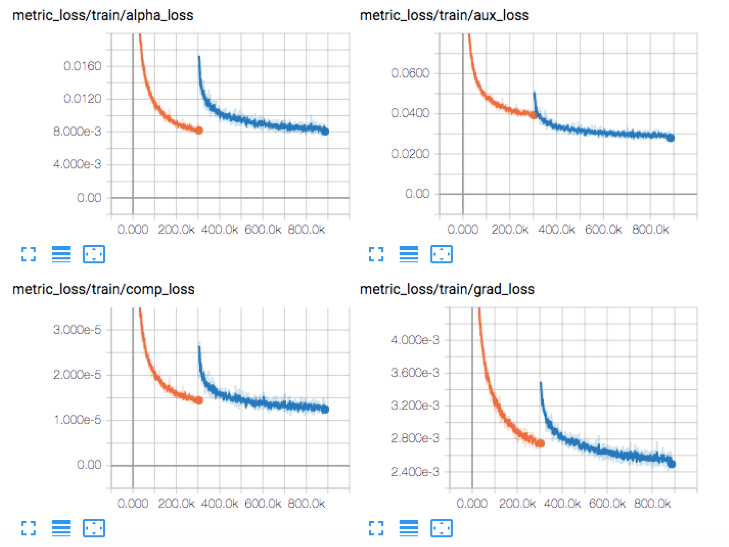 metric_loss/train/alpha_loss
0.0160
0.0120
8.000e-3
4.000e-3
0.00
0.000 200.0k 400.0k 600.0k 800.0k
metric_loss/train/aux_loss
0.0600
0.0400
0.0200
0.00
0.000 200.0k 400.0k 600.0k 800.0k
metric_loss/train/comp_loss
3.000e-5
2.000e-5
1.000e-5
0.00
0.000 200.0k 400.0k 600.0k 800.0k
metric_loss/train/grad_loss
4.000e-3
3.600e-3
3.200e-3
2.800e-3
2.400e-3
0.000 200.0k 400.0k 600.0k 800.0k